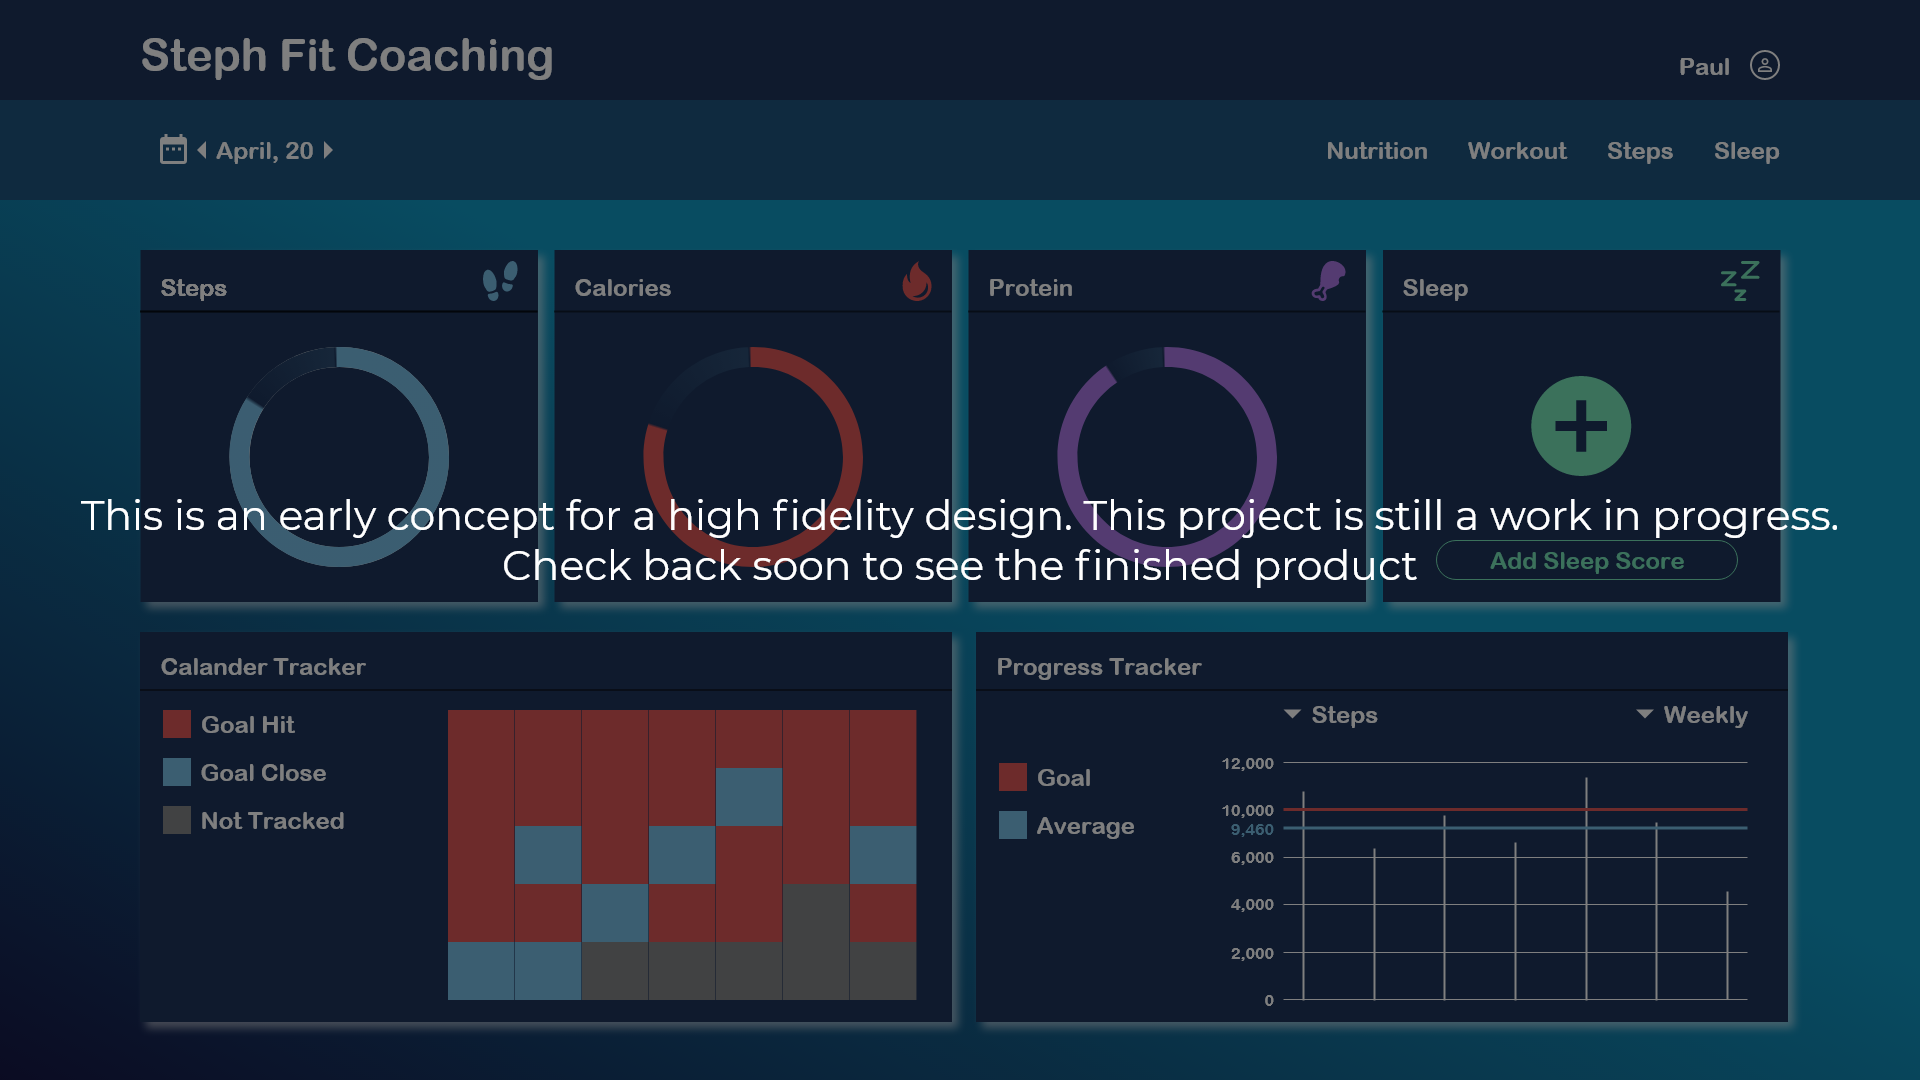 Steph Fit Coaching
Paul
April, 20
Nutrition Workout Steps Sleep
Steps
Calories
Protein
Sleep
This is an early concept for a high fidelity design. This project is still a work in progress.
Check back soon to see the finished product
Add Sleep Score
Calander Tracker
Goal Hit
Goal Close
Not Tracked
Progress Tracker
Steps
Weekly
Goal
Average
12,000
10,000
9,460
6,000
4,000
2,000
0